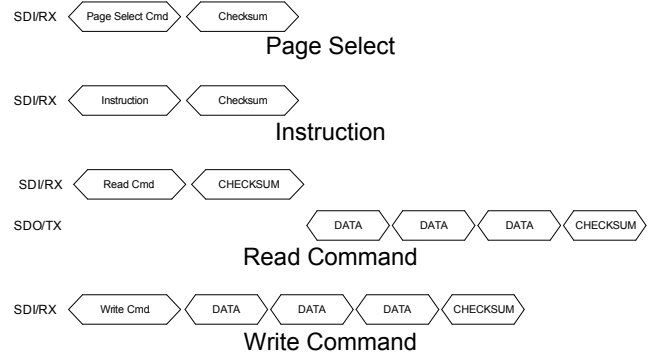 SDI/RX Page Select Cmd Checksum
Page Select
SDI/RX Instruction Checksum
Instruction
SDI/RX Read Cmd CHECKSUM
SDO/TX DATA DATA DATA CHECKSUM
Read Command
SDI/RX Write Cmd DATA DATA DATA CHECKSUM
Write Command